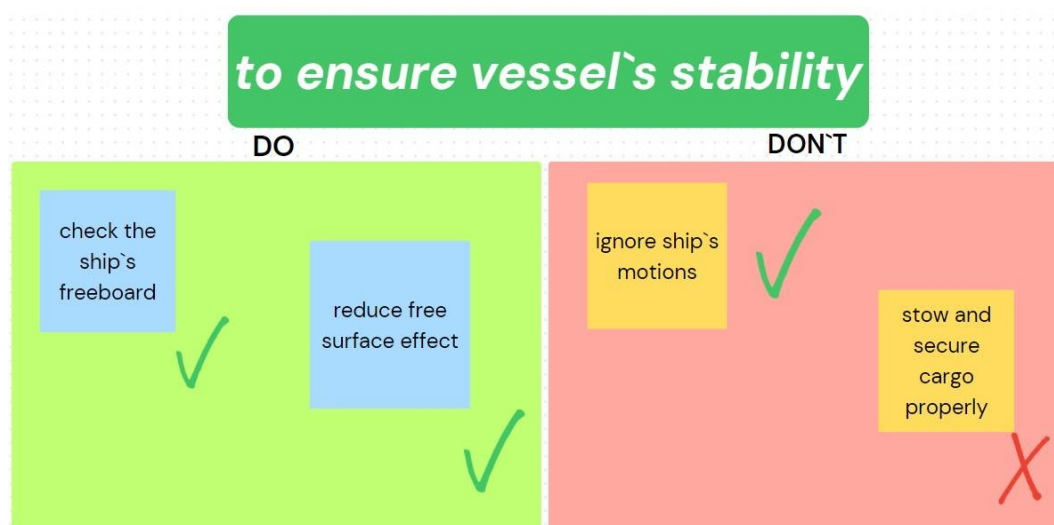 to ensure vessel`s stability
DO
DON`T
check the
ship`s
freeboard
reduce free
surface effect
ignore ship`s
motions
stow and
secure
cargo
properly